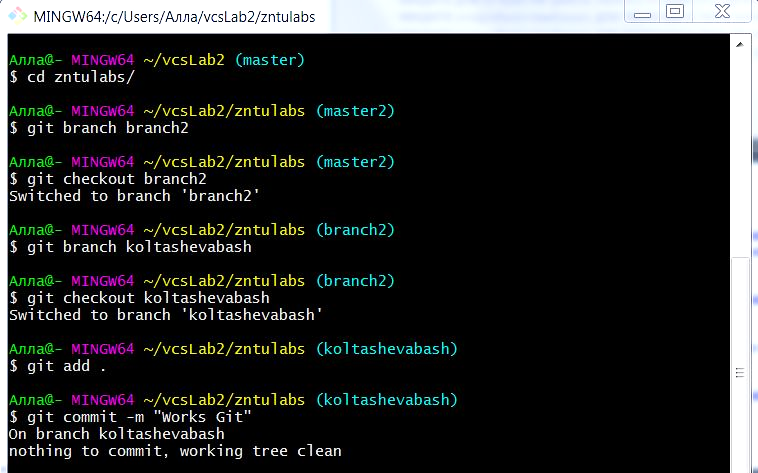 MINGW64:/c/Users/Алла/vcsLab2/zntulabs
Алла@- MINGW64 ~/vcsLab2 (master)
$ cd zntulabs/
Алла@- MINGW64 ~/vcsLab2/zntulabs (master2)
$ git branch branch2
Алла@- MINGW64 ~/vcsLab2/zntulabs (master2)
$ git checkout branch2
Switched to branch 'branch2'
Алла@- MINGW64 ~/vcsLab2/zntulabs (branch2)
$ git branch koltashevabash
Алла@- MINGW64 ~/vcsLab2/zntulabs (branch2)
$ git checkout koltashevabash
Switched to branch 'koltashevabash'
Алла@- MINGW64 ~/vcsLab2/zntulabs (koltashevabash)
$ git add .
Алла@- MINGW64 ~/vcsLab2/zntulabs (koltashevabash)
$ git commit -m "Works Git"
On branch koltashevabash
nothing to commit, working tree clean